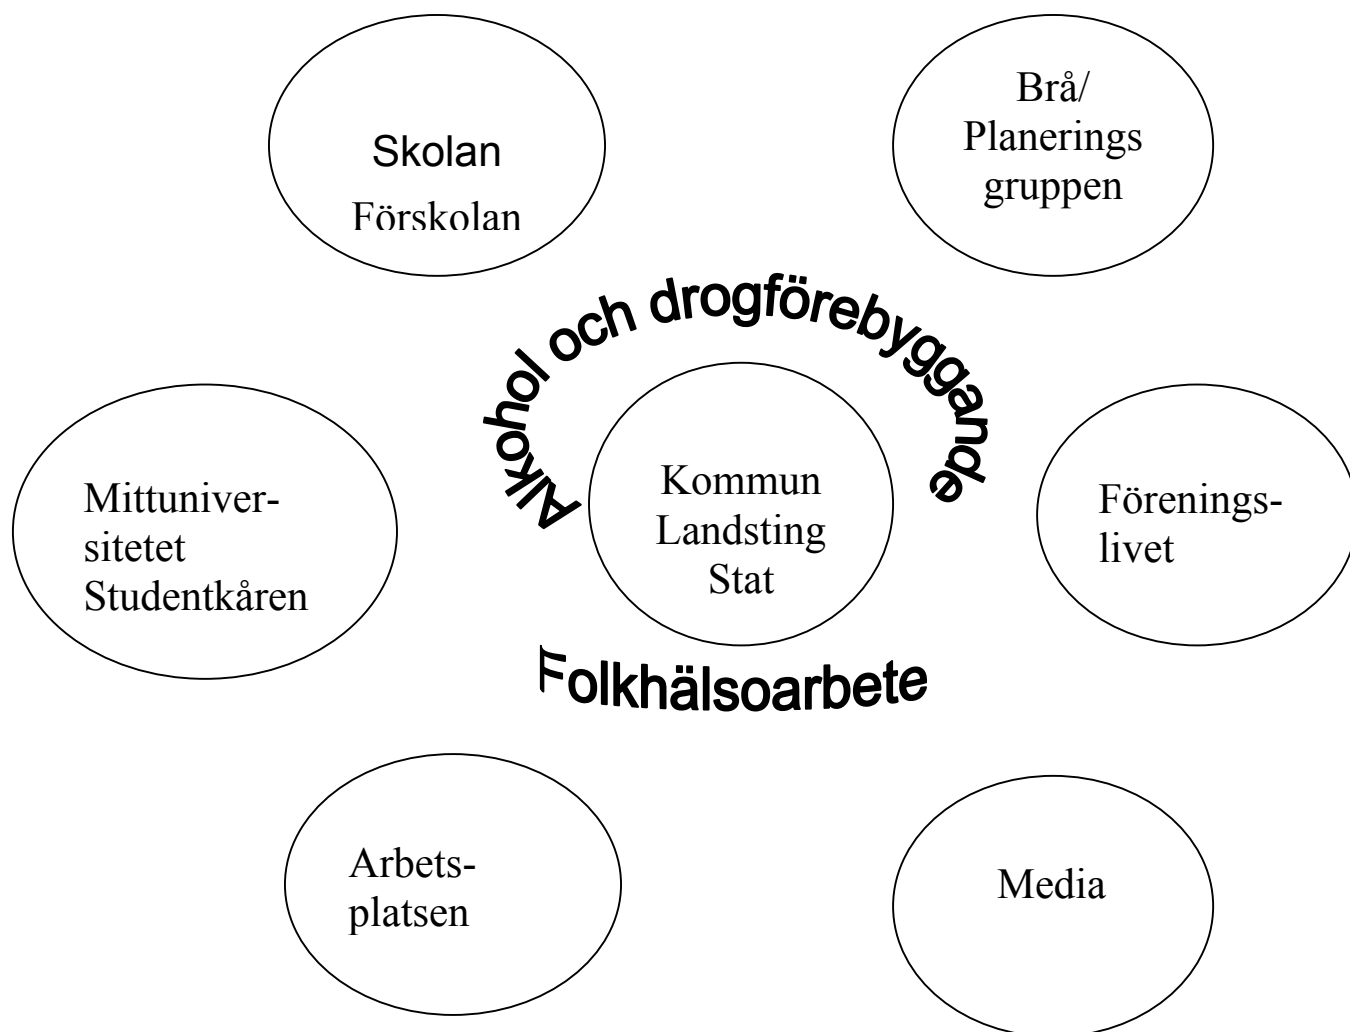 Skolan
Förskolan
Brå/
Planerings
gruppen
Alkohol och drogförebyggande
Mittuniver-
sitetet
Studentkåren
Kommun
Landsting
Stat
Förenings-
livet
Folkhälsoarbete
Arbets-
platsen
Media